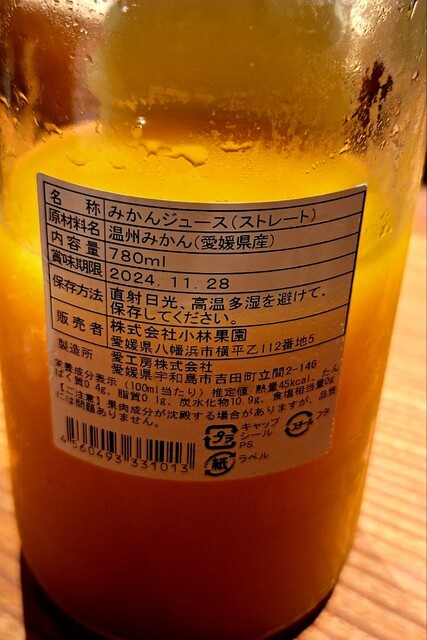 名称 みかんジュース(ストレート)
原材料名 温州みかん(愛媛県産)
内容量 780ml
賞味期限 2024.11.28
保存方法 直射日光、高温多湿を避けて、
保存してください。
販売者 株式会社小林果園
愛媛県八幡浜市横平乙112番地5
製造所 愛工房株式会社
愛媛県宇和島市吉田町立間2-146
栄養成分表示(100ml当たり)推定値/熱量45kcal、たん
ぱく質0.4g、脂質0.1g、炭水化物10.9g、食塩相当量0g
【ご注意】果肉成分が沈殿する場合がありますが、品質
には問題ありません。
プラ キャップ
シール
PS
スチール フタ
紙 ラベル
4560493331013